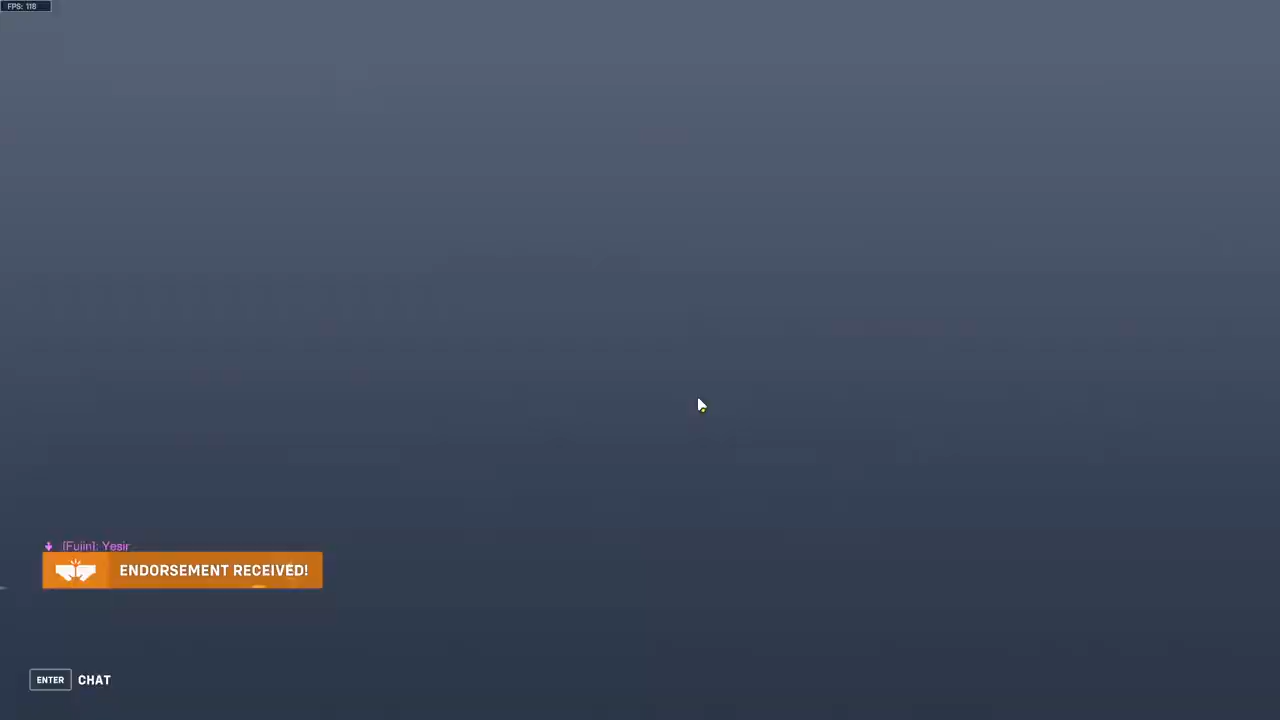 FPS: 118
[Fujin]: Yesir
ENDORSEMENT RECEIVED!
ENTER CHAT